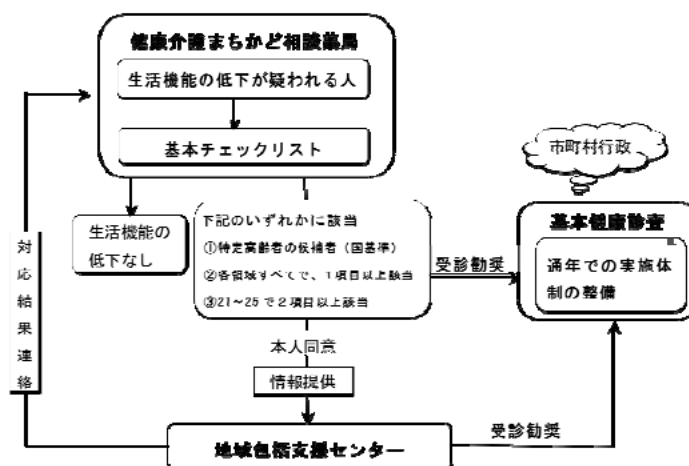 健康介護まちかど相談薬局
生活機能の低下が疑われる人
基本チェックリスト
市町村行政
生活機能の
低下なし
下記のいずれかに該当
①特定高齢者の候補者（国基準）
②各領域すべてで、1項目以上該当
③21～25で2項目以上該当
受診勧奨
基本健康診査
通年での実施体
制の整備
対応結果連絡
本人同意
情報提供
地域包括支援センター
受診勧奨